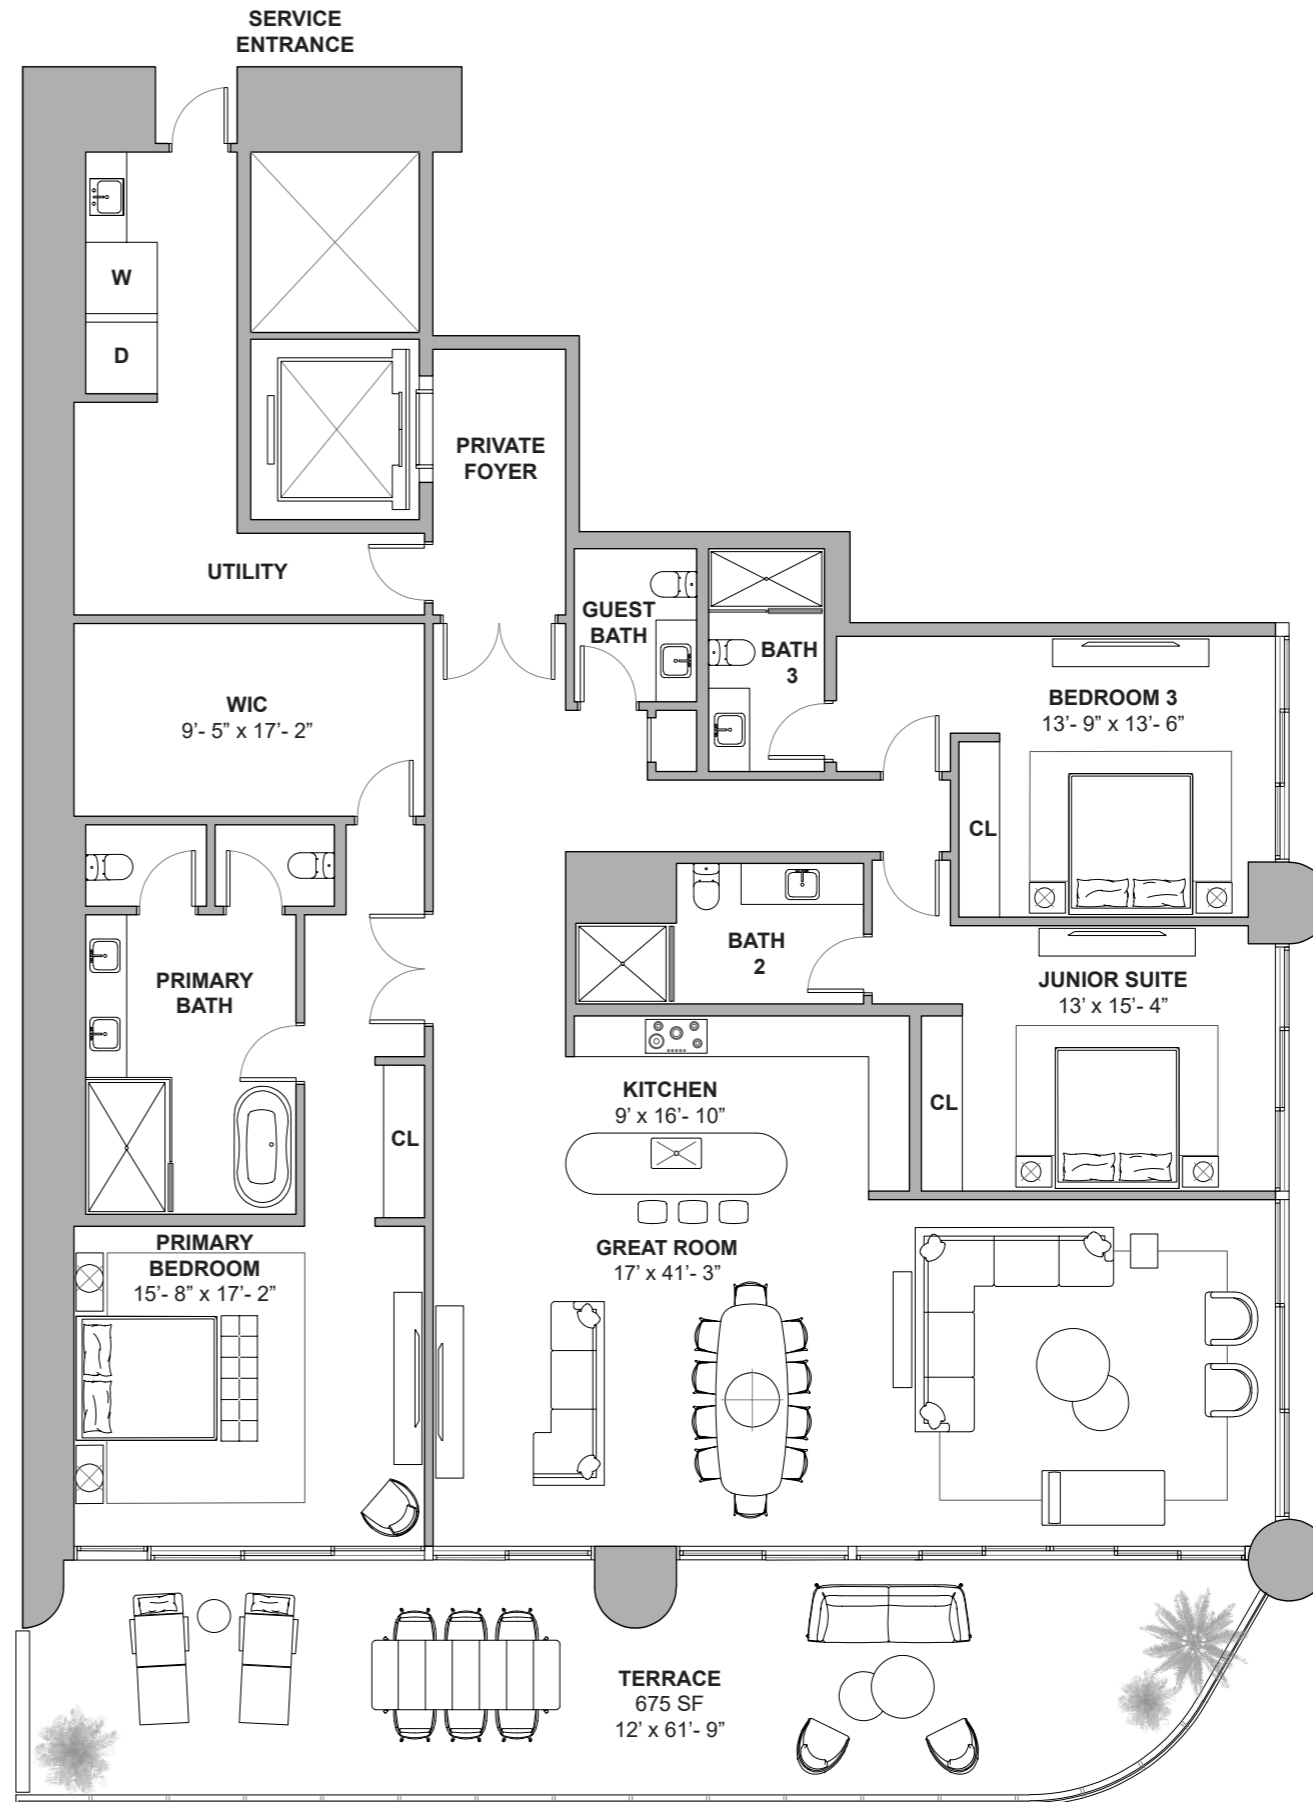 SERVICE
ENTRANCE
W
D
PRIVATE
FOYER
UTILITY
GUEST
BATH
BATH
3
WIC
9’- 5” x 17’- 2”
BEDROOM 3
13’- 9” x 13’- 6”
CL
BATH
2
PRIMARY
BATH
JUNIOR SUITE
13’ x 15’- 4”
KITCHEN
9’ x 16’- 10”
CL
CL
PRIMARY
BEDROOM
15’- 8” x 17’- 2”
GREAT ROOM
17’ x 41’- 3”
TERRACE
675 SF
12’ x 61’- 9”